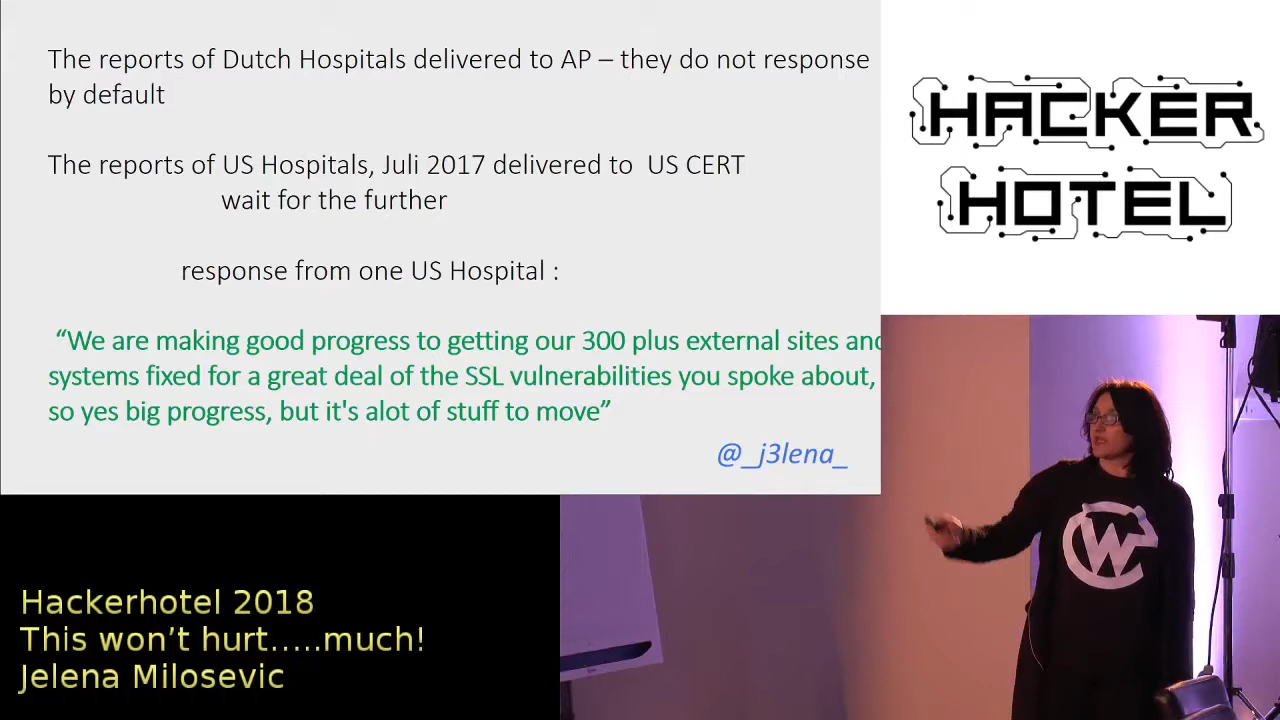 The reports of Dutch Hospitals delivered to AP – they do not response
by default
The reports of US Hospitals, Juli 2017 delivered to  US CERT
wait for the further
response from one US Hospital :
“We are making good progress to getting our 300 plus external sites and
systems fixed for a great deal of the SSL vulnerabilities you spoke about,
so yes big progress, but it's alot of stuff to move”
@_j3lena_
HACKER
HOTEL
W
Hackerhotel 2018
This won’t hurt…..much!
Jelena Milosevic